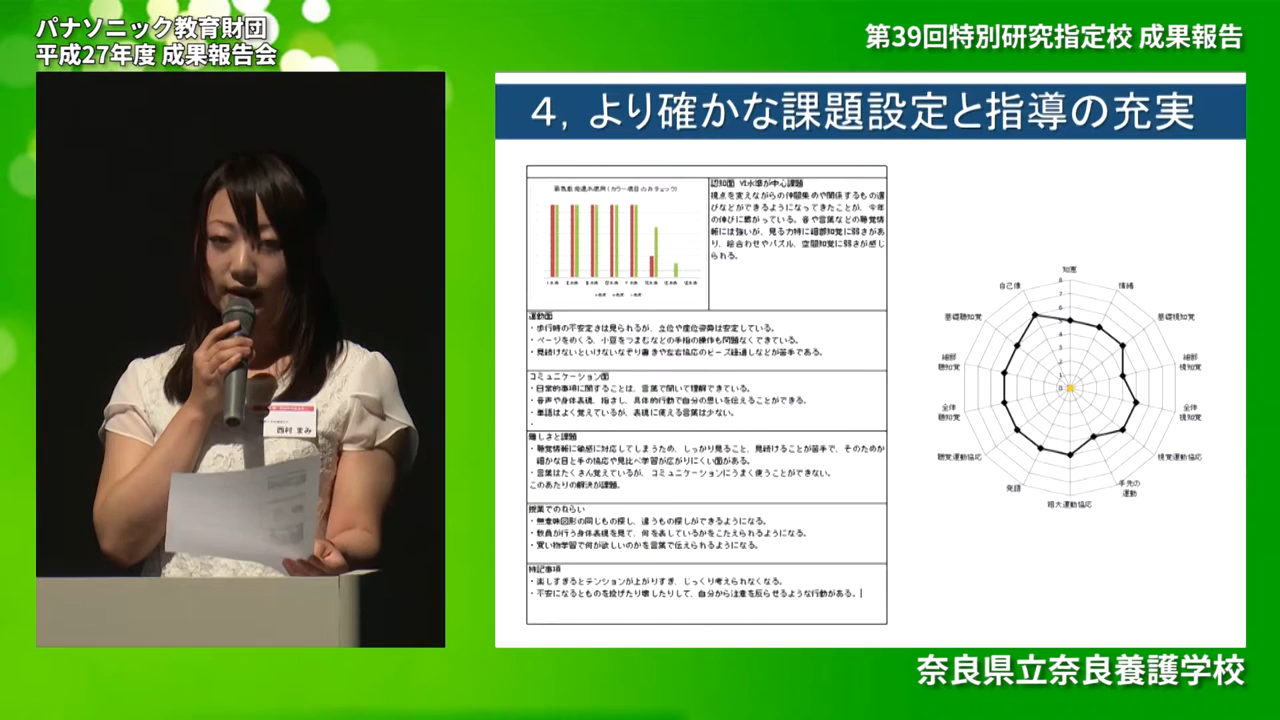 パナソニック教育財団
平成27年度 成果報告会
第39回特別研究指定校 成果報告
4，より確かな課題設定と指導の充実
認知面 Ⅵ水準が中心課題
視点を変えながらの仲間集めや関係するもの選
びなどができるようになってきたことが、今年
の伸びに繋がっている。音や言葉などの聴覚情
報には強いが、見る力特に細部知覚に弱さがあ
り、絵合わせやパズル、空間知覚に弱さが感じ
られる。
運動面
・歩行時の不安定さは見られるが、立位や座位姿勢は安定している。
・ページをめくる、小豆をつまむなどの手指の操作も問題なくできている。
・見続けないといけないなぞり書きや左右協応のビーズ紐通しなどが苦手である。
コミュニケーション面
・日常的事項に関することは、言葉で聞いて理解できている。
・音声や身体表現、指さし、具体的行動で自分の思いを伝えることができる。
・単語はよく覚えているが、表現に使える言葉は少ない。
・
難しさと課題
・聴覚情報に敏感に対応してしまうため、しっかり見ること、見続けることが苦手で、そのためか
細かな目と手の協応や見比べ学習が広がりにくい面がある。
・言葉はたくさん覚えているが、コミュニケーションにうまく使うことができない。
このあたりの解決が課題。
授業でのねらい
・無意味図形の同じもの探し、違うもの探しができるようになる。
・教員が行う身体表現を見て、何を表しているかをこたえられるようになる。
・買い物学習で何が欲しいのかを言葉で伝えられるようになる。
特記事項
・楽しすぎるとテンションが上がりすぎ、じっくり考えられなくなる。
・不安になるとものを投げたり壊したりして、自分から注意を反らせるような行動がある。
知恵
情緒
基礎視知覚
細部
視知覚
全体
視知覚
視覚運動協応
手先の
運動
粗大運動協応
発語
聴覚運動協応
全体
聴知覚
細部
聴知覚
基礎聴知覚
自己像
8
7
6
5
4
3
2
1
0
西村 まみ
奈良県立奈良養護学校